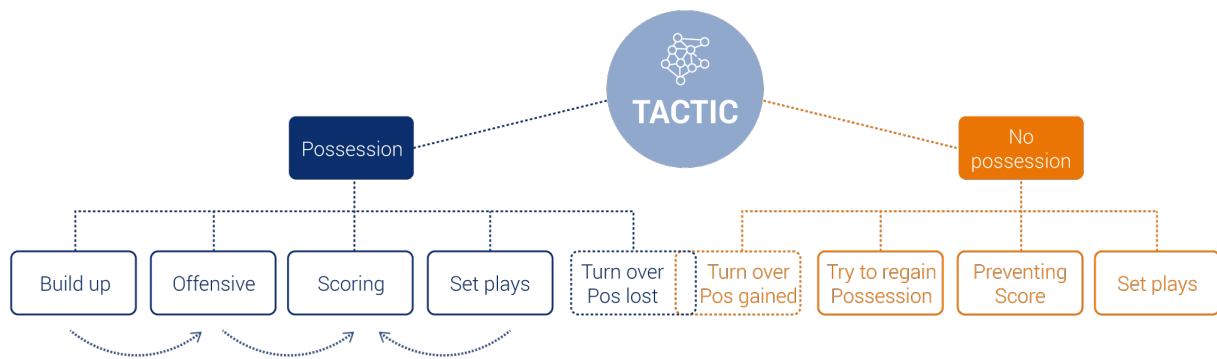 TACTIC
Possession
No
possession
Build up
Offensive
Scoring
Set plays
Turn over
Pos lost
Turn over
Pos gained
Try to regain
Possession
Preventing
Score
Set plays